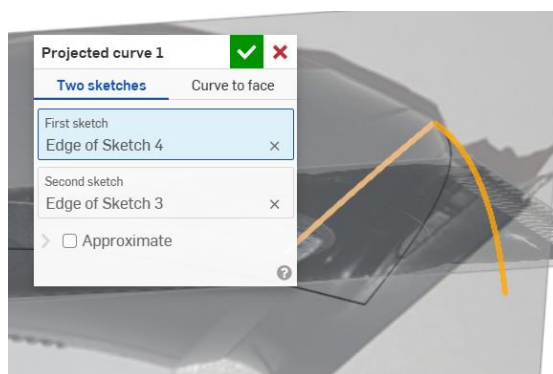 Projected curve 1
Two sketches Curve to face
First sketch
Edge of Sketch 4
Second sketch
Edge of Sketch 3
Approximate